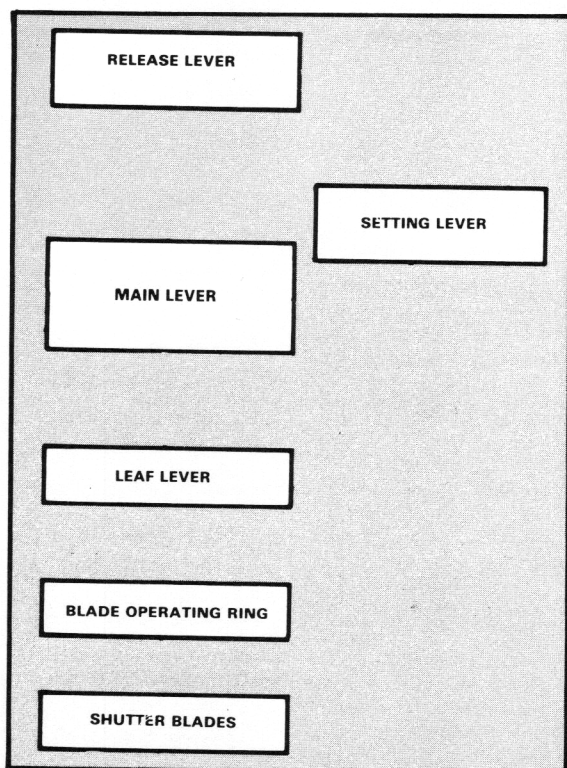 RELEASE LEVER
SETTING LEVER
MAIN LEVER
LEAF LEVER
BLADE OPERATING RING
SHUTTER BLADES